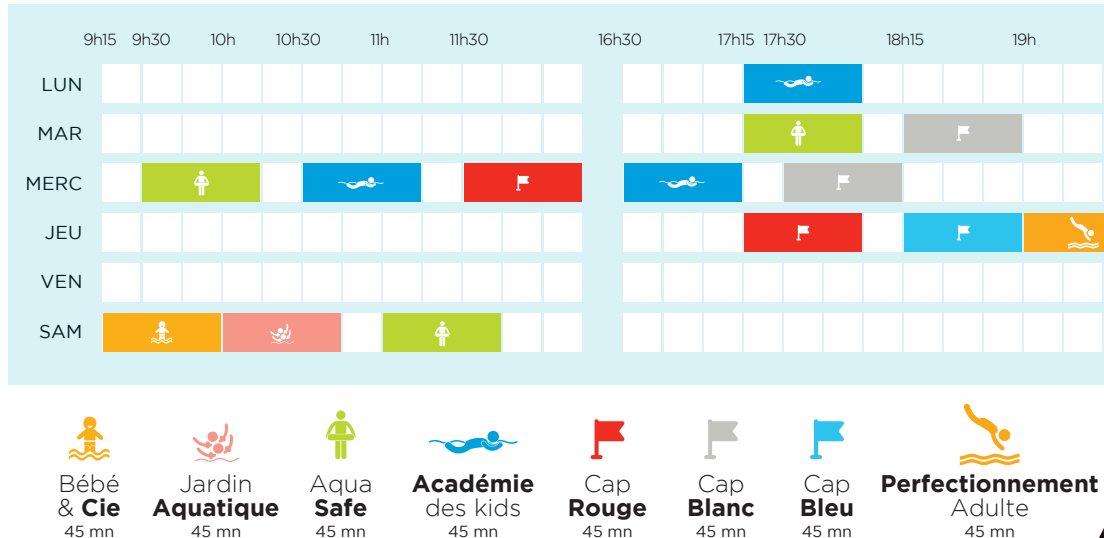 9h15 9h30 10h 10h30 11h 11h30 16h30 17h15 17h30 18h15 19h
LUN
MAR
MERC
JEU
VEN
SAM
Bébé
& Cie
45 mn
Jardin
Aquatique
45 mn
Aqua
Safe
45 mn
Académie
des kids
45 mn
Cap
Rouge
45 mn
Cap
Blanc
45 mn
Cap
Bleu
45 mn
Perfectionnement
Adulte
45 mn